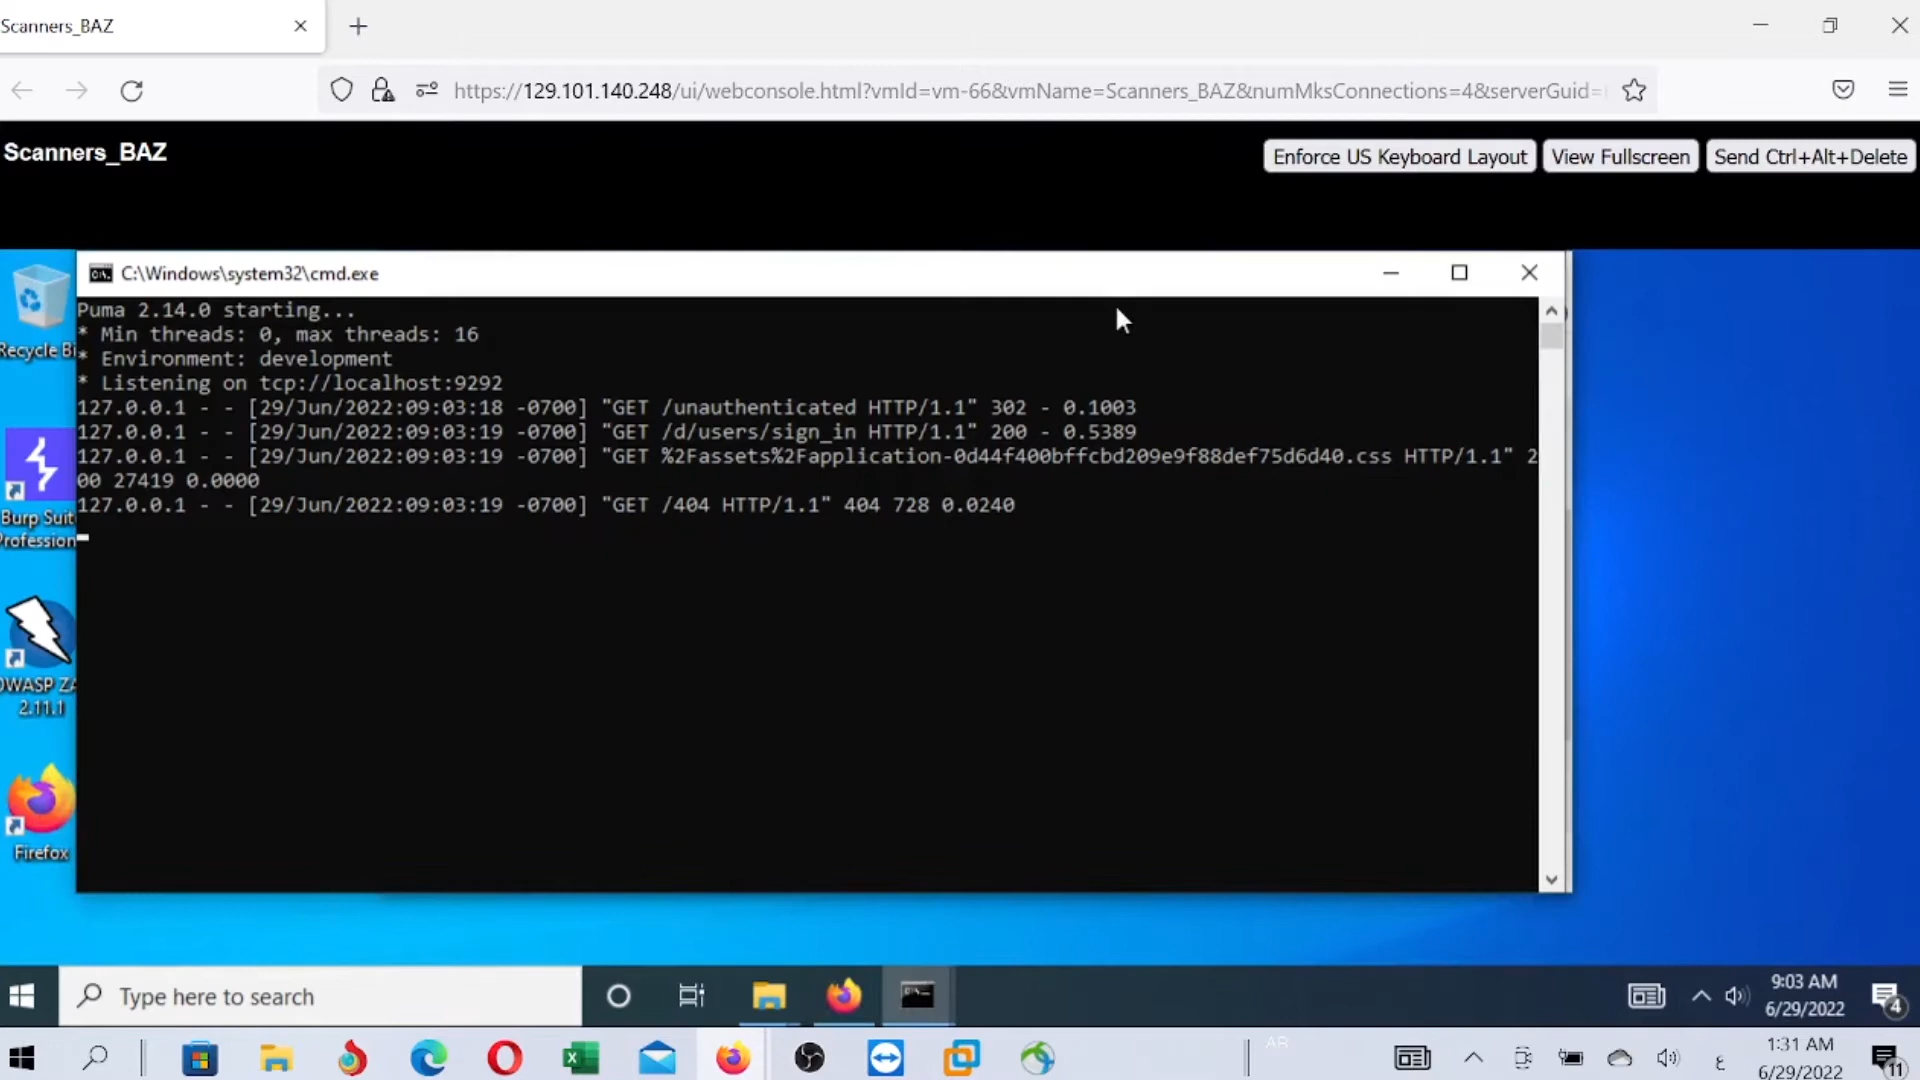 Scanners_BAZ
https://129.101.140.248/ui/webconsole.html?vmId=vm-66&vmName=Scanners_BAZ&numMksConnections=4&serverGuid=
Scanners_BAZ
Enforce US Keyboard Layout
View Fullscreen
Send Ctrl+Alt+Delete
C:\Windows\system32\cmd.exe
Puma 2.14.0 starting...
* Min threads: 0, max threads: 16
* Environment: development
* Listening on tcp://localhost:9292
127.0.0.1 - - [29/Jun/2022:09:03:18 -0700] "GET /unauthenticated HTTP/1.1" 302 - 0.1003
127.0.0.1 - - [29/Jun/2022:09:03:19 -0700] "GET /d/users/sign_in HTTP/1.1" 200 - 0.5389
127.0.0.1 - - [29/Jun/2022:09:03:19 -0700] "GET %2Fassets%2Fapplication-0d44f400bffcbd209e9f88def75d6d40.css HTTP/1.1" 2
00 27419 0.0000
127.0.0.1 - - [29/Jun/2022:09:03:19 -0700] "GET /404 HTTP/1.1" 404 728 0.0240
Recycle Bi
Burp Suit
Profession
OWASP ZA
2.11.1
Firefox
Type here to search
9:03 AM
6/29/2022
4
AR
ع
1:31 AM
6/29/2022
11